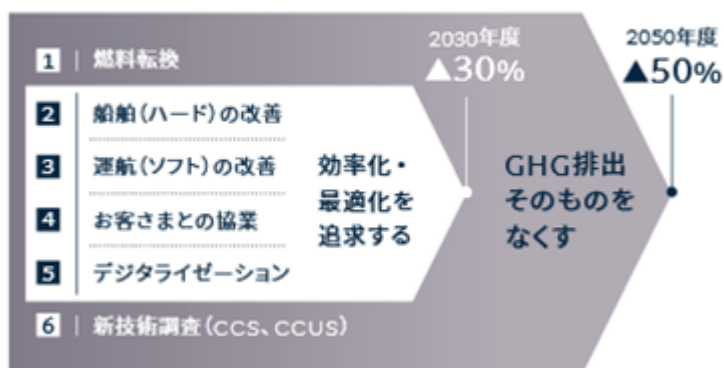 1 | 燃料転換
2 船舶(ハード)の改善
3 運航(ソフト)の改善
4 お客さまとの協業
5 デジタライゼーション
6 | 新技術調査(CCS、CCUS)
効率化・
最適化を
追求する
2030年度
▲30%
GHG排出
そのものを
なくす
2050年度
▲50%